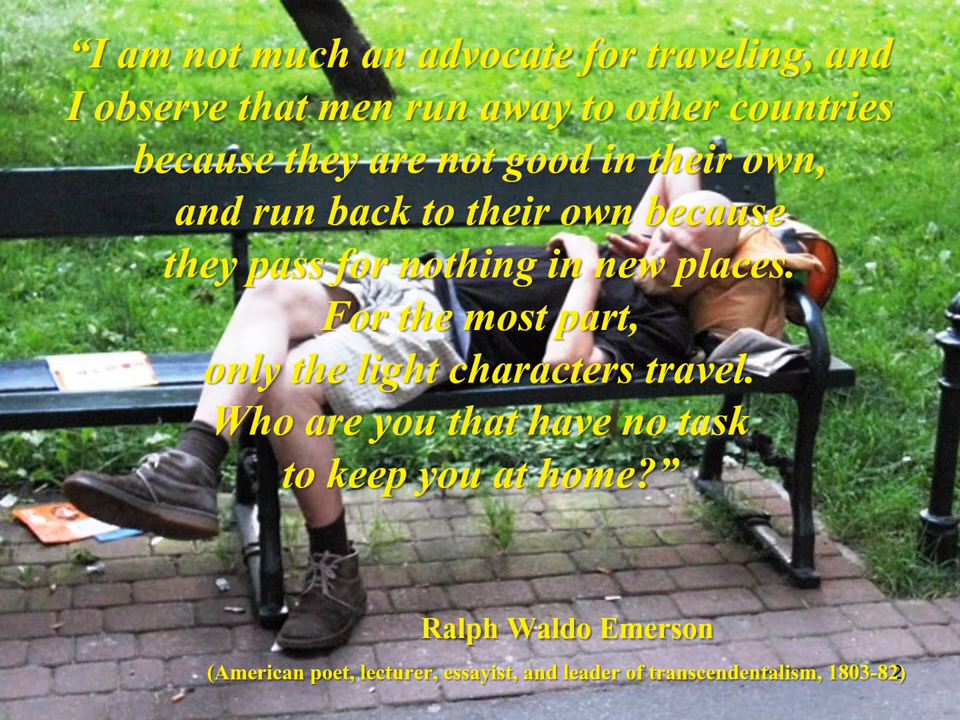 “I am not much an advocate for traveling, and
I observe that men run away to other countries
because they are not good in their own,
and run back to their own because
they pass for nothing in new places.
For the most part,
only the light characters travel.
Who are you that have no task
to keep you at home?”
Ralph Waldo Emerson
(American poet, lecturer, essayist, and leader of transcendentalism, 1803-82)
2